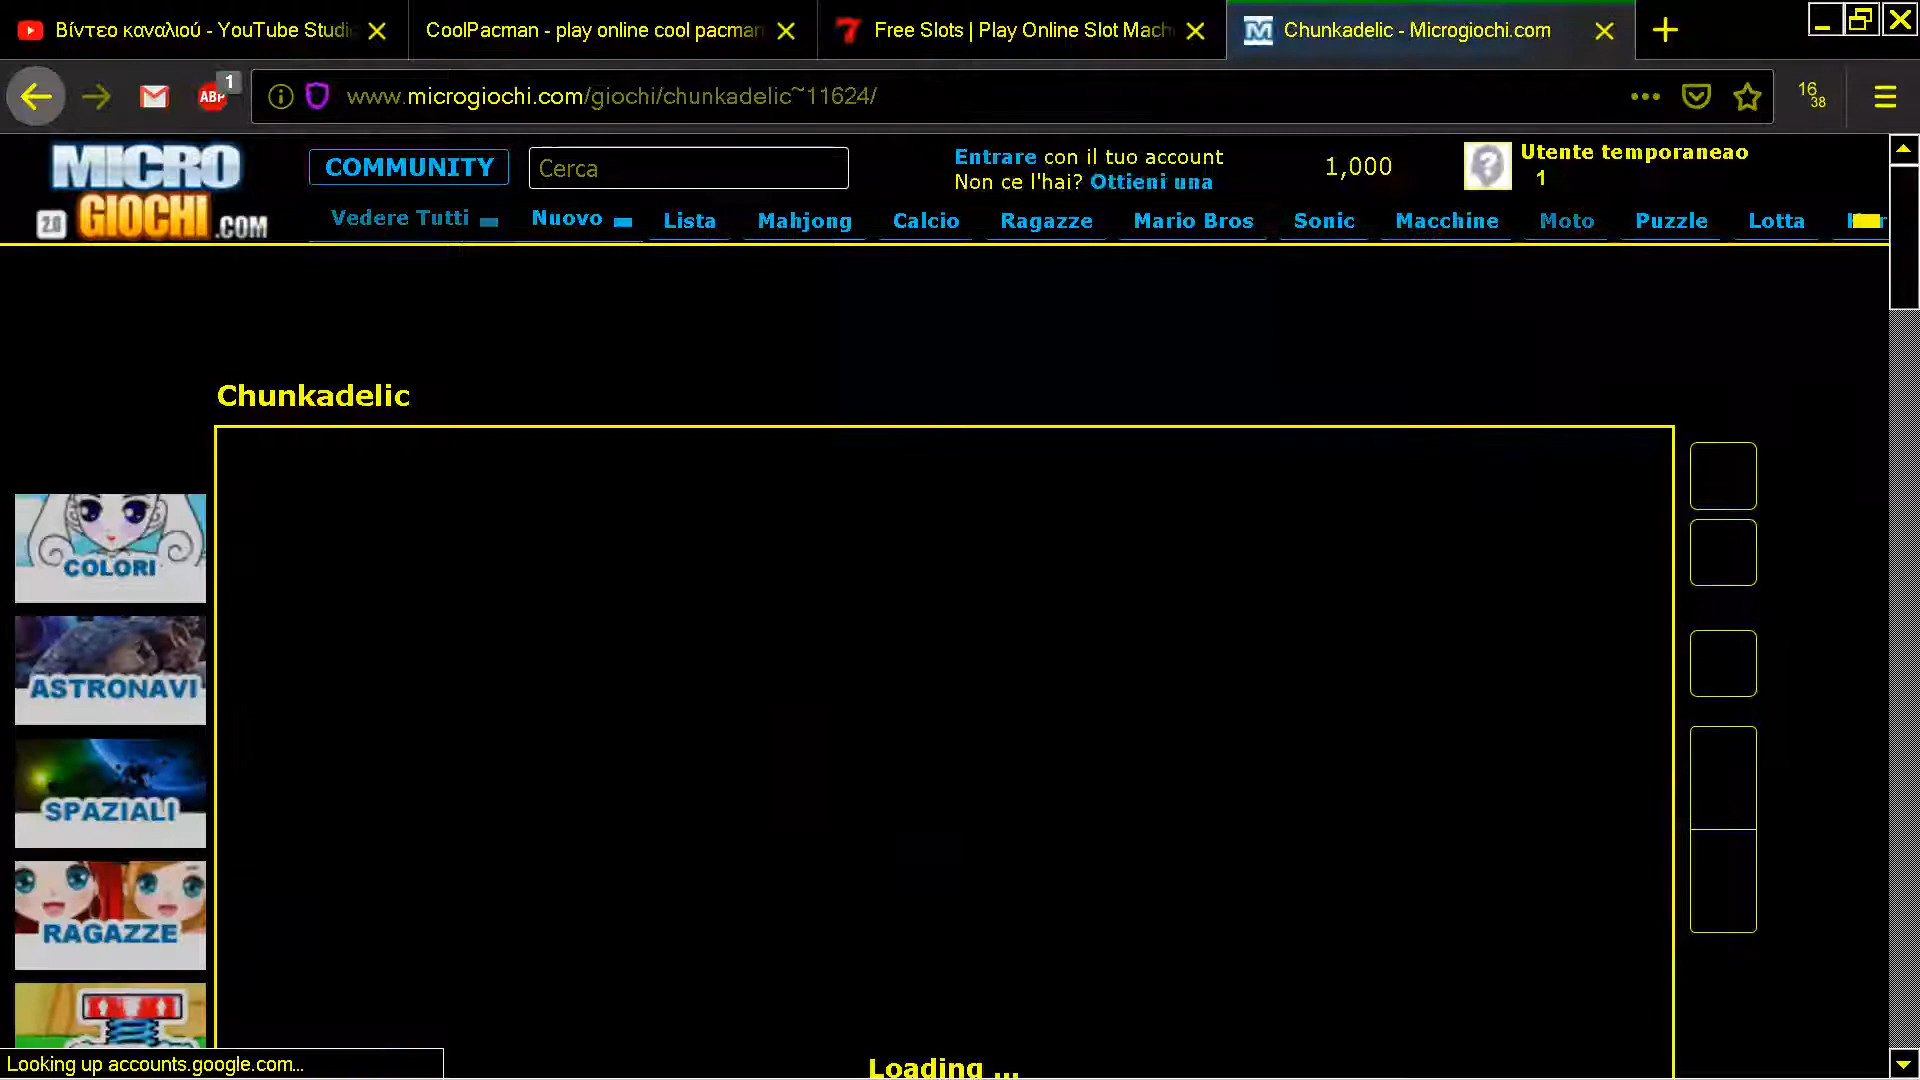 Βίντεο καναλιού - YouTube Studi
CoolPacman - play online cool pacman
Free Slots | Play Online Slot Mach
Chunkadelic - Microgiochi.com
1
ABP
www.microgiochi.com/giochi/chunkadelic~11624/
16
38
MICRO
2.0 GIOCHI.COM
COMMUNITY
Cerca
Entrare con il tuo account
Non ce l'hai? Ottieni una
1,000
Utente temporaneao
1
Vedere Tutti
Nuovo
Lista
Mahjong
Calcio
Ragazze
Mario Bros
Sonic
Macchine
Moto
Puzzle
Lotta
Chunkadelic
COLORI
ASTRONAVI
SPAZIALI
RAGAZZE
Loading ...
Looking up accounts.google.com...